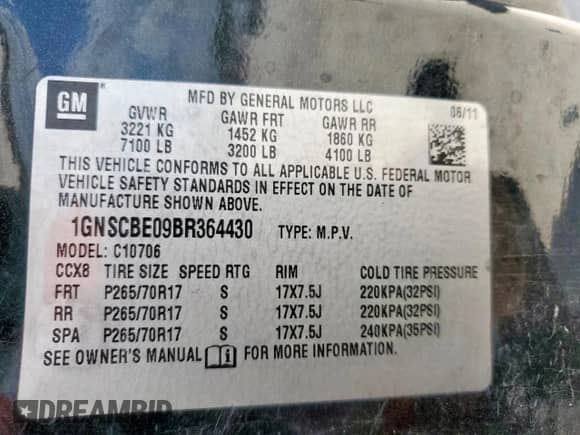 GM
MFD BY GENERAL MOTORS LLC
GVWR GAWR FRT GAWR RR 06/11
3221 KG 1452 KG 1860 KG
7100 LB 3200 LB 4100 LB
THIS VEHICLE CONFORMS TO ALL APPLICABLE U.S. FEDERAL MOTOR
VEHICLE SAFETY STANDARDS IN EFFECT ON THE DATE OF
MANUFACTURE SHOWN ABOVE.
1GNSCBE09BR364430 TYPE: M.P.V.
MODEL: C10706
CCX8 TIRE SIZE SPEED RTG RIM COLD TIRE PRESSURE
FRT P265/70R17 S 17X7.5J 220KPA(32PSI)
RR P265/70R17 S 17X7.5J 220KPA(32PSI)
SPA P265/70R17 S 17X7.5J 240KPA(35PSI)
SEE OWNER'S MANUAL FOR MORE INFORMATION.
DREAMBID